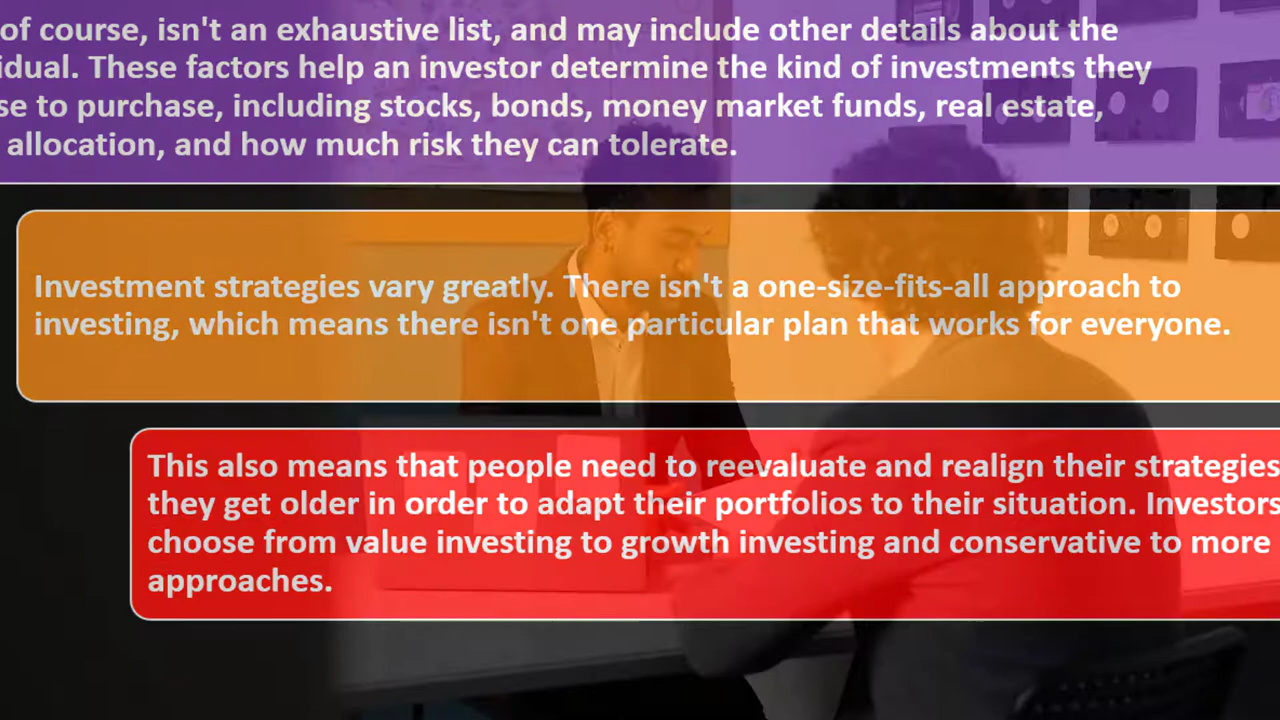 of course, isn't an exhaustive list, and may include other details about the
idual. These factors help an investor determine the kind of investments they
se to purchase, including stocks, bonds, money market funds, real estate,
allocation, and how much risk they can tolerate.
Investment strategies vary greatly. There isn't a one-size-fits-all approach to
investing, which means there isn't one particular plan that works for everyone.
This also means that people need to reevaluate and realign their strategies
they get older in order to adapt their portfolios to their situation. Investors
choose from value investing to growth investing and conservative to more
approaches.